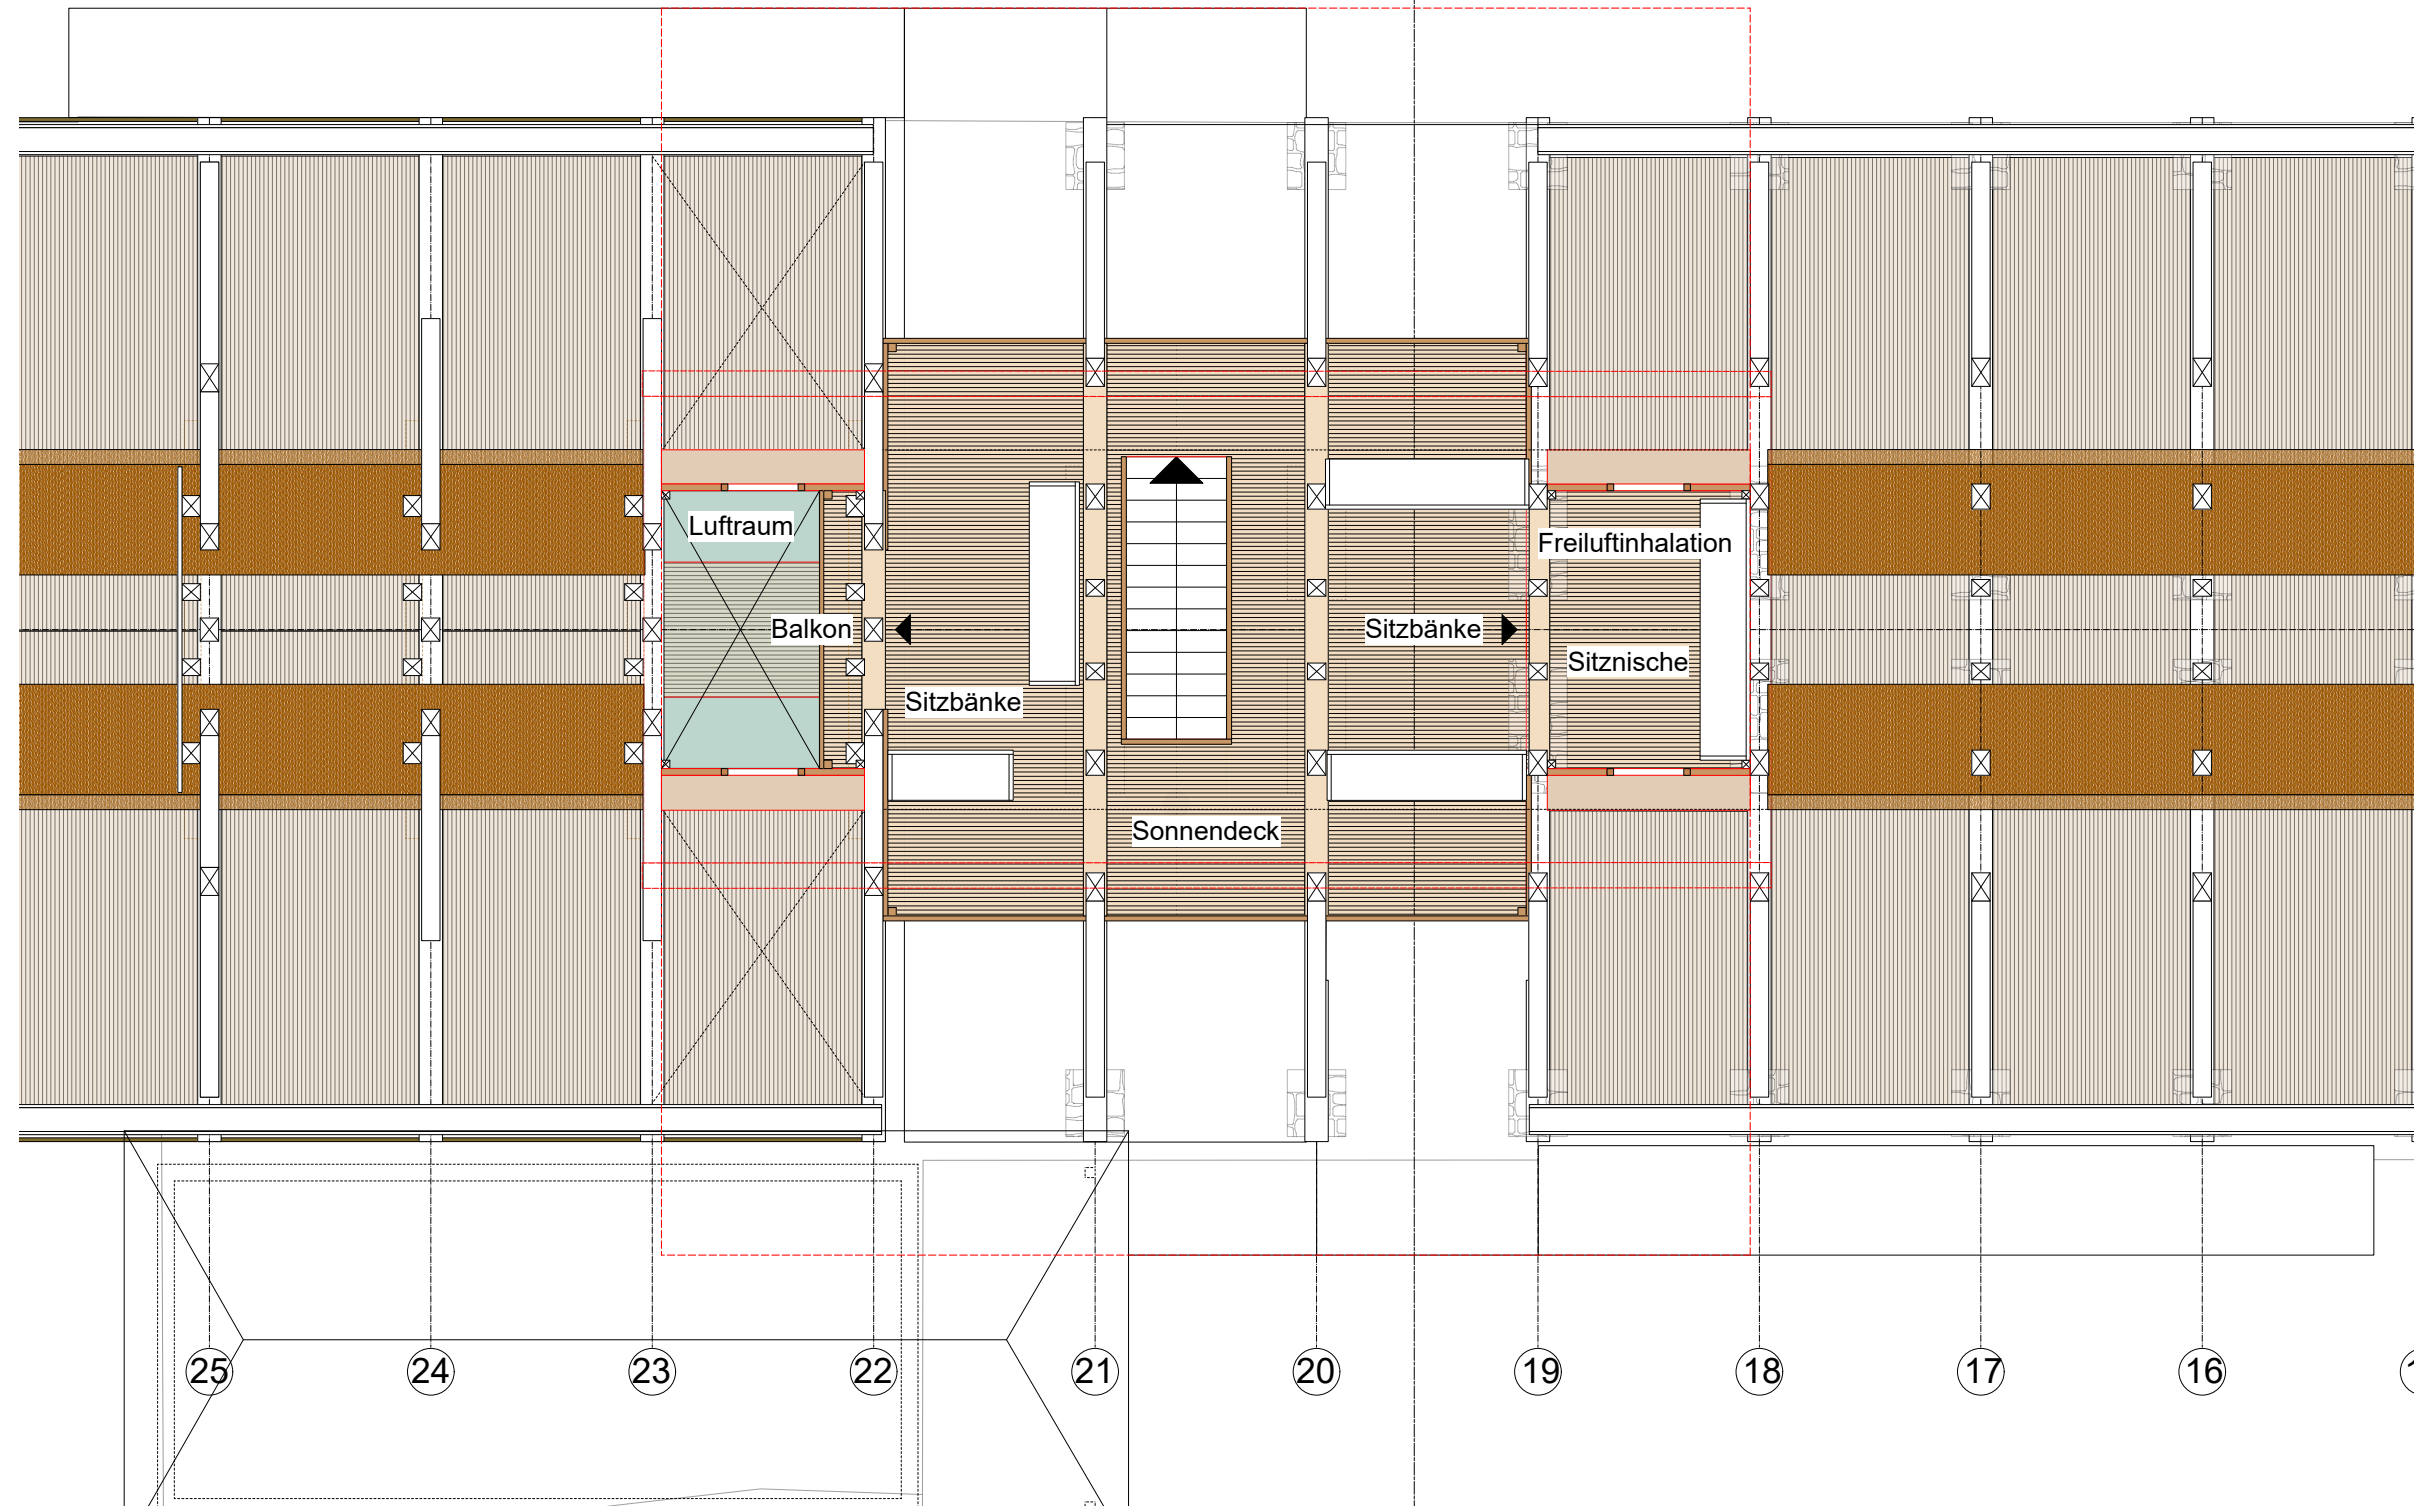 Luftraum
Freiluftinhalation
Balkon
Sitzbänke
Sitznische
Sitzbänke
Sonnendeck
25
24
23
22
21
20
19
18
17
16